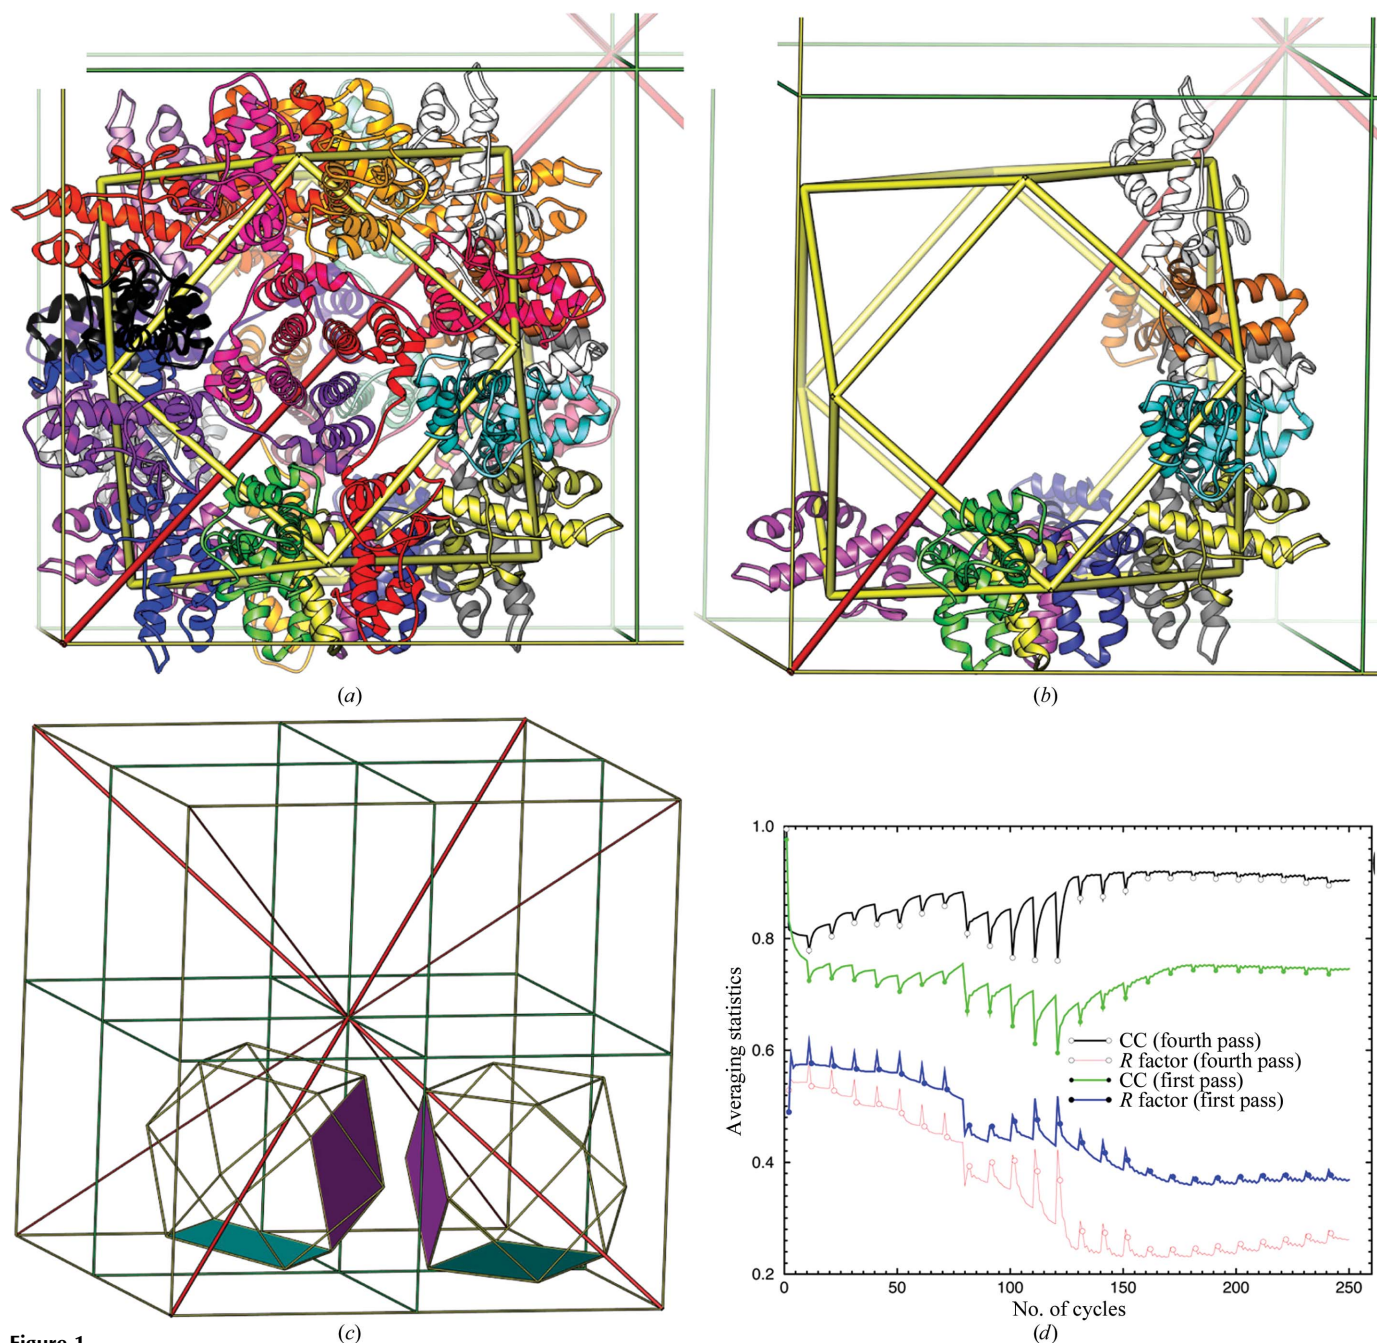 (a)
(b)
1.0
0.8
0.6
0.4
0.2
Averaging statistics
CC (fourth pass)
R factor (fourth pass)
CC (first pass)
R factor (first pass)
0
50
100
150
200
250
No. of cycles
(c)
(d)
Figure 1